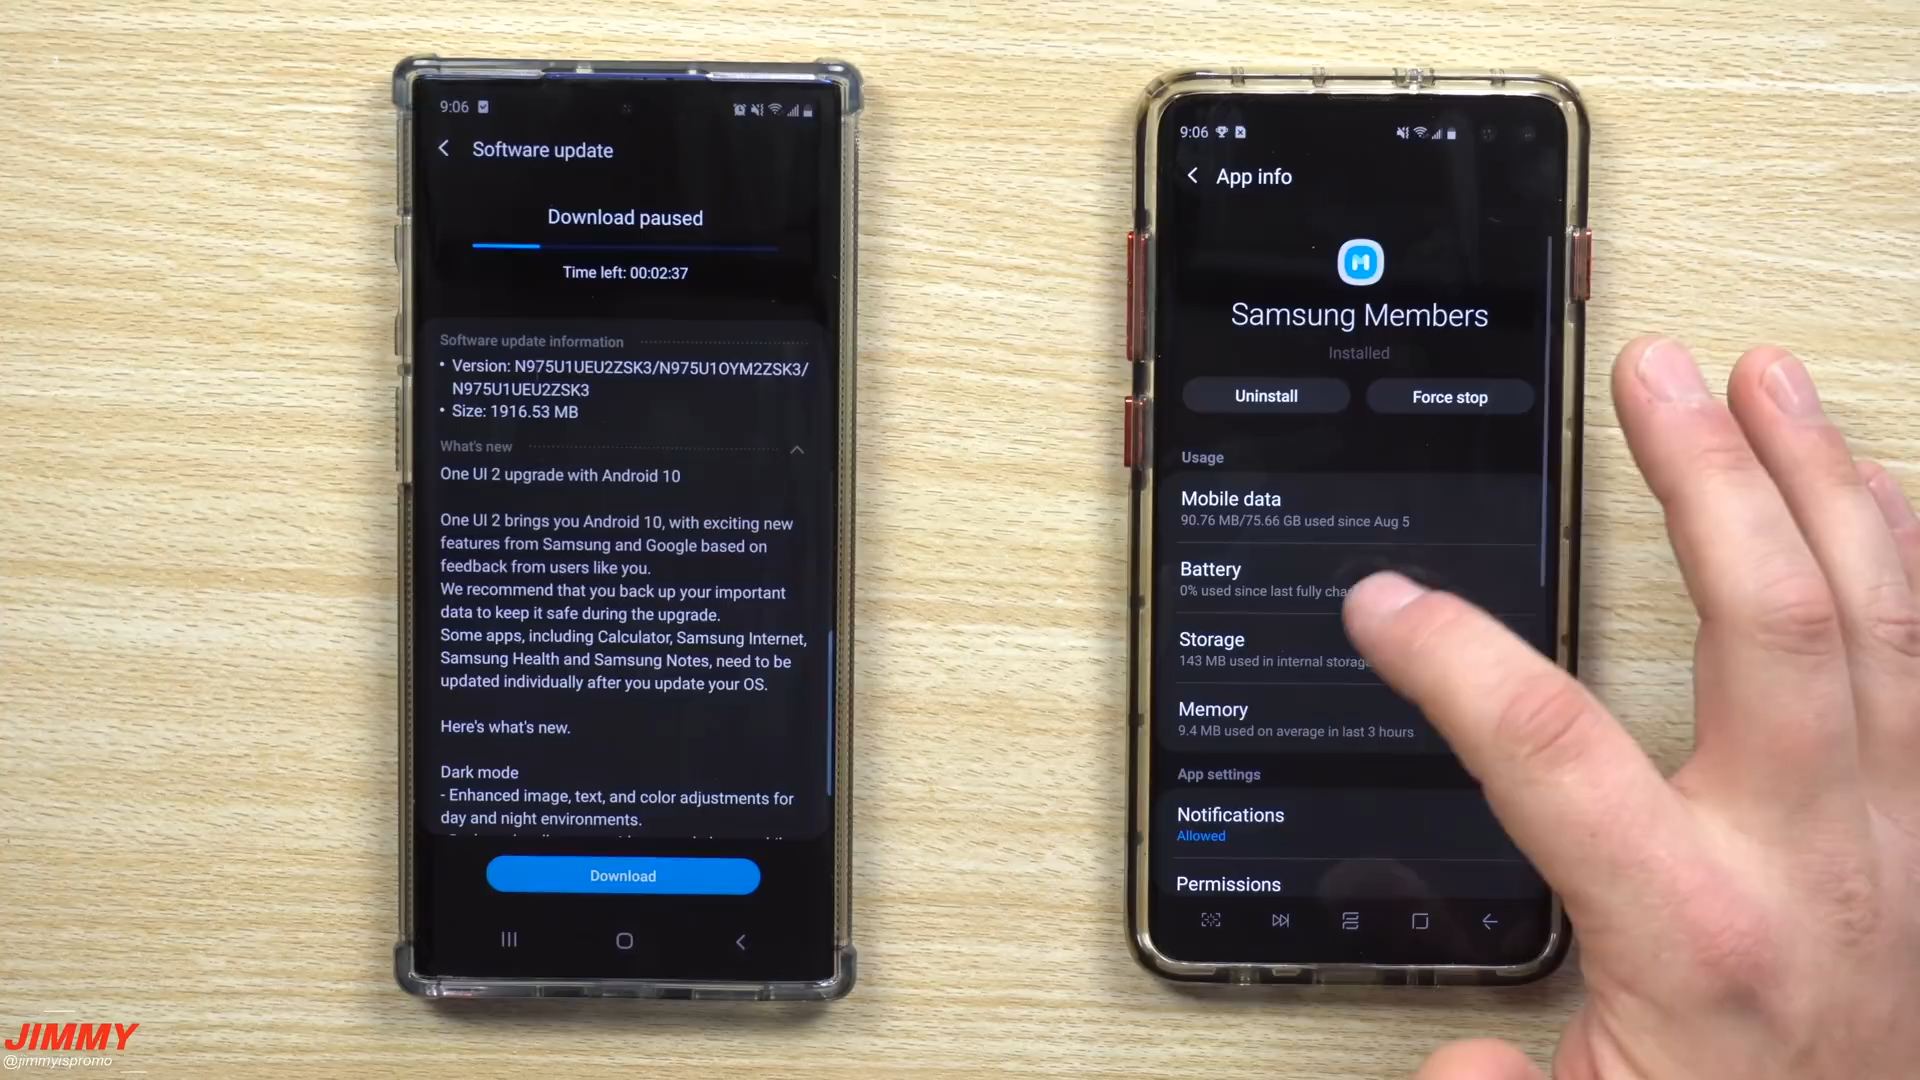 9:06
Software update
Download paused
Time left: 00:02:37
Software update information
• Version: N975U1UEU2ZSK3/N975U1OYM2ZSK3/
N975U1UEU2ZSK3
• Size: 1916.53 MB
What's new
One UI 2 upgrade with Android 10
One UI 2 brings you Android 10, with exciting new
features from Samsung and Google based on
feedback from users like you.
We recommend that you back up your important
data to keep it safe during the upgrade.
Some apps, including Calculator, Samsung Internet,
Samsung Health and Samsung Notes, need to be
updated individually after you update your OS.
Here's what's new.
Dark mode
- Enhanced image, text, and color adjustments for
day and night environments.
Download
9:06
App info
M
Samsung Members
Installed
Uninstall
Force stop
Usage
Mobile data
90.76 MB/75.66 GB used since Aug 5
Battery
0% used since last fully
Storage
143 MB used in internal
Memory
9.4 MB used on average in last 3 hours
App settings
Notifications
Allowed
Permissions
JIMMY
@jimmyispromo